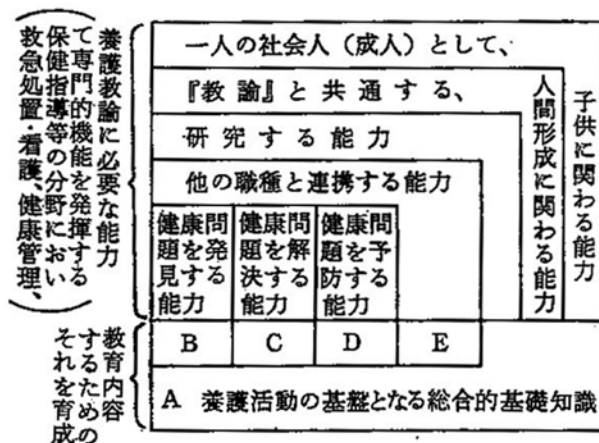 養護教諭に必要な能力
(救急処置・看護、健康管理、
保健指導等の分野におい
て専門的機能を発揮する)
一人の社会人（成人）として、
子供に関わる能力
『教諭』と共通する、
人間形成に関わる能力
研究する能力
他の職種と連携する能力
健康問
題を発
見する
能力
健康問
題を解
決する
能力
健康問
題を予
防する
能力
それを育成
するための
教育内容
B C D E
A 養護活動の基盤となる総合的基礎知識